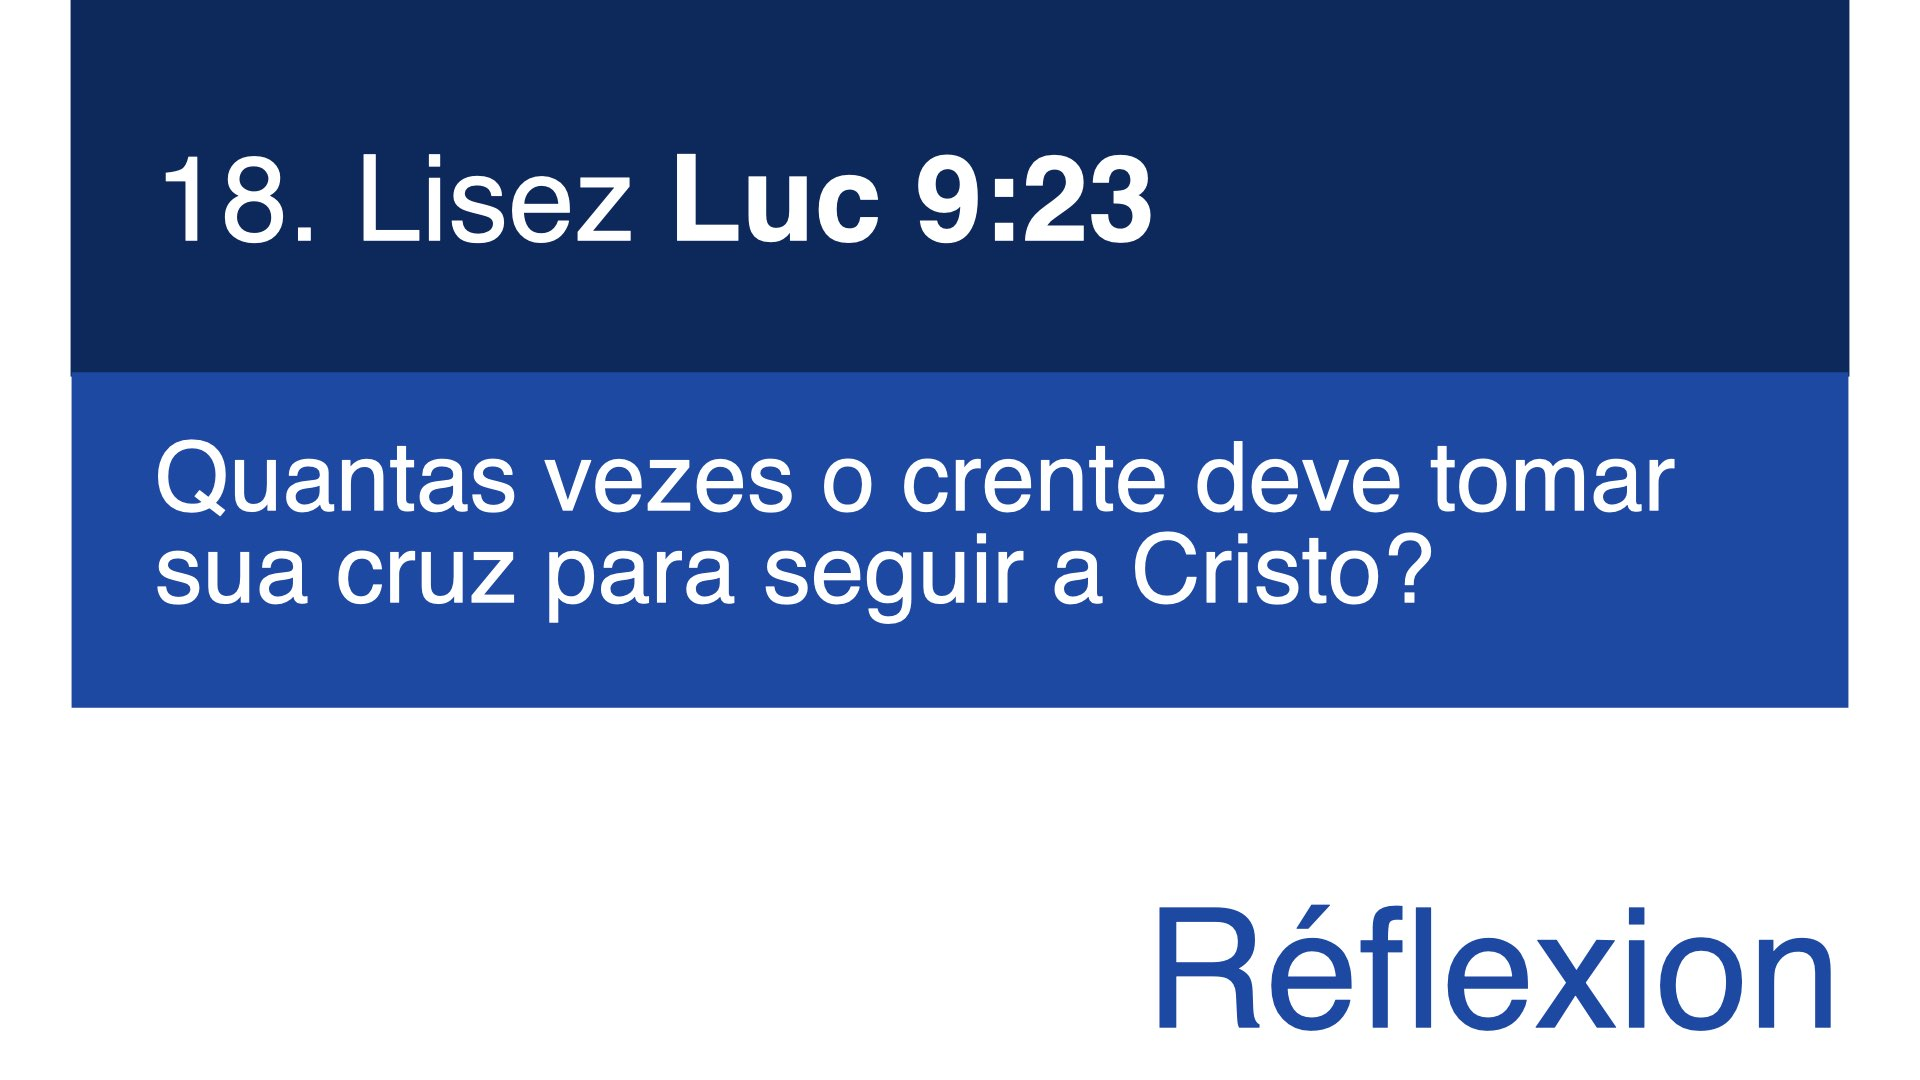 18. Lisez Luc 9:23
Quantas vezes o crente deve tomar
sua cruz para seguir a Cristo?
Réflexion